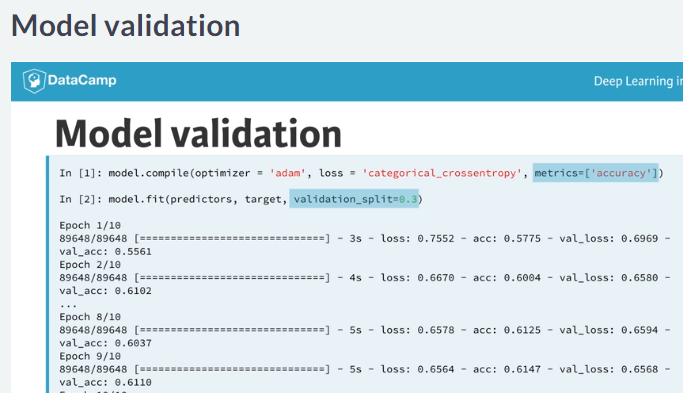 Model validation
DataCamp
Deep Learning in
Model validation
In [1]: model.compile(optimizer = 'adam', loss = 'categorical_crossentropy', metrics=['accuracy'])
In [2]: model.fit(predictors, target, validation_split=0.3)
Epoch 1/10
89648/89648 [==============================] - 3s - loss: 0.7552 - acc: 0.5775 - val_loss: 0.6969 -
val_acc: 0.5561
Epoch 2/10
89648/89648 [==============================] - 4s - loss: 0.6670 - acc: 0.6004 - val_loss: 0.6580 -
val_acc: 0.6102
...
Epoch 8/10
89648/89648 [==============================] - 5s - loss: 0.6578 - acc: 0.6125 - val_loss: 0.6594 -
val_acc: 0.6037
Epoch 9/10
89648/89648 [==============================] - 5s - loss: 0.6564 - acc: 0.6147 - val_loss: 0.6568 -
val_acc: 0.6110